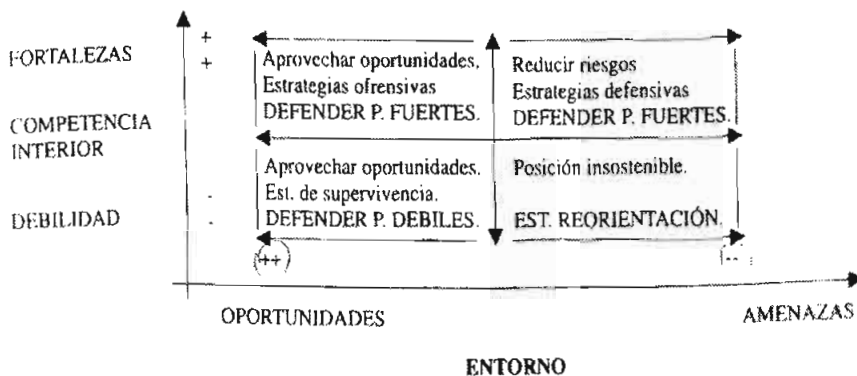 FORTALEZAS
+
+
Aprovechar oportunidades.
Estrategias ofrensivas
DEFENDER P. FUERTES.
Reducir riesgos
Estrategias defensivas
DEFENDER P. FUERTES.
COMPETENCIA
INTERIOR
Aprovechar oportunidades.
Est. de supervivencia.
DEFENDER P. DEBILES.
Posición insostenible.
EST. REORIENTACIÓN.
DEBILIDAD
-
-
(++)
(--)
OPORTUNIDADES
AMENAZAS
ENTORNO